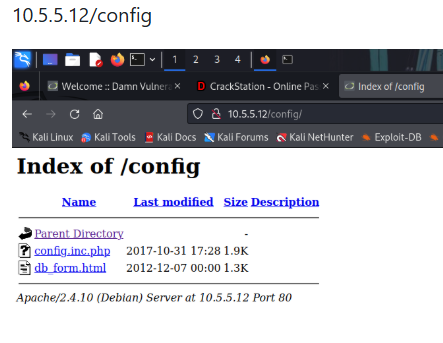 10.5.5.12/config
1 2 3 4
Welcome :: Damn Vulnera × CrackStation - Online Pas × Index of /config
10.5.5.12/config/
Kali Linux Kali Tools Kali Docs Kali Forums Kali NetHunter Exploit-DB
Index of /config
Name Last modified Size Description
Parent Directory -
config.inc.php 2017-10-31 17:28 1.9K
db_form.html 2012-12-07 00:00 1.3K
Apache/2.4.10 (Debian) Server at 10.5.5.12 Port 80